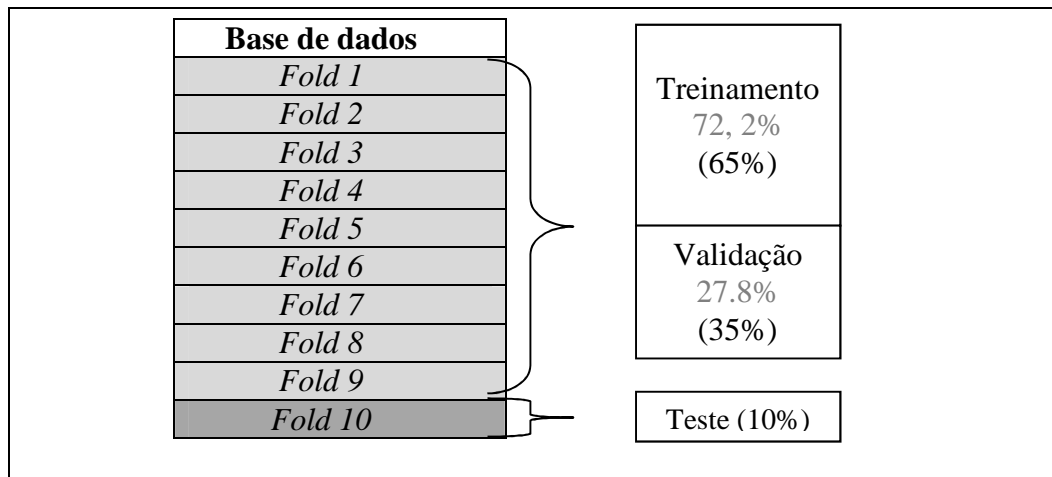 Base de dados
Fold 1
Fold 2
Fold 3
Fold 4
Fold 5
Fold 6
Fold 7
Fold 8
Fold 9
Fold 10
Treinamento
72, 2%
(65%)
Validação
27.8%
(35%)
Teste (10%)